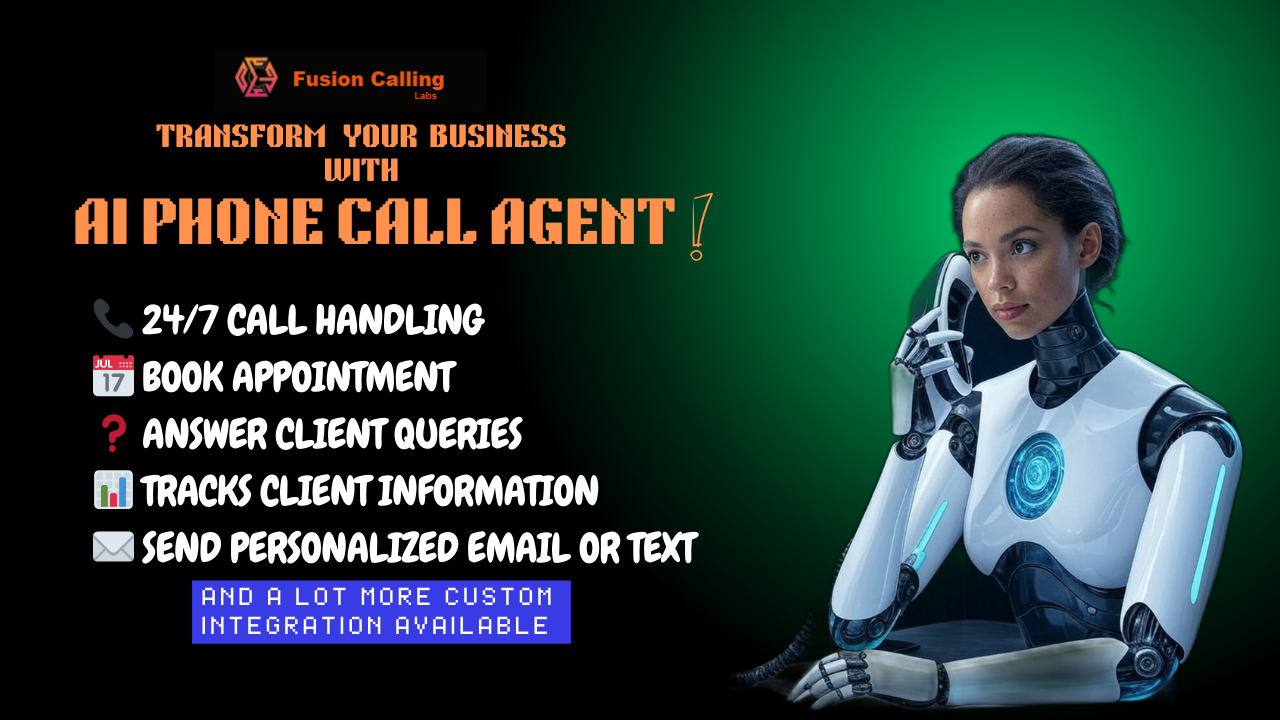 Fusion Calling
Labs
TRANSFORM YOUR BUSINESS
WITH
AI PHONE CALL AGENT!
24/7 CALL HANDLING
JUL
17
BOOK APPOINTMENT
ANSWER CLIENT QUERIES
TRACKS CLIENT INFORMATION
SEND PERSONALIZED EMAIL OR TEXT
AND A LOT MORE CUSTOM
INTEGRATION AVAILABLE